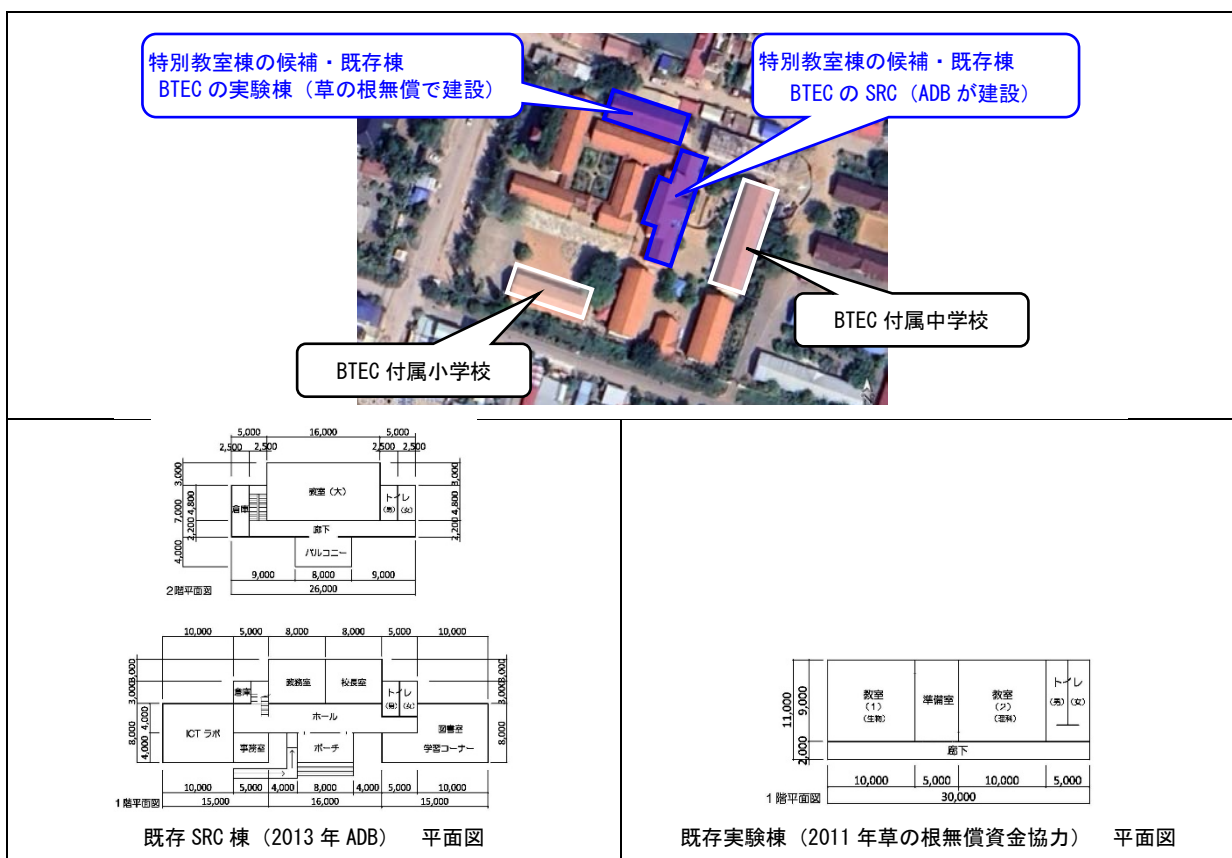 特別教室棟の候補・既存棟
BTEC の実験棟（草の根無償で建設）
特別教室棟の候補・既存棟
BTEC の SRC（ADB が建設）
BTEC 付属小学校
BTEC 付属中学校
5,000 16,000 5,000
2,500 2,500 2,500 2,500
3,000 3,000
教室（大）
7,000 4,800 倉庫 トイレ 4,800
（男）（女）
2,200 廊下 2,200
4,000 バルコニー
9,000 8,000 9,000
26,000
２階平面図
10,000 5,000 8,000 8,000 5,000 10,000
3,000 教務室 校長室 3,000
3,000 倉庫 トイレ 3,000
（男）（女）
ホール
8,000 4,000 ICT ラボ 図書室 8,000
4,000 事務室 ポーチ 学習コーナー
10,000 5,000 4,000 8,000 4,000 5,000 10,000
15,000 16,000 15,000
１階平面図
既存 SRC 棟（2013 年 ADB） 平面図
11,000 9,000 教室 準備室 教室 トイレ
（1） （2） （男）（女）
（生物） （理科）
2,000 廊下
10,000 5,000 10,000 5,000
30,000
１階平面図
既存実験棟（2011 年草の根無償資金協力） 平面図